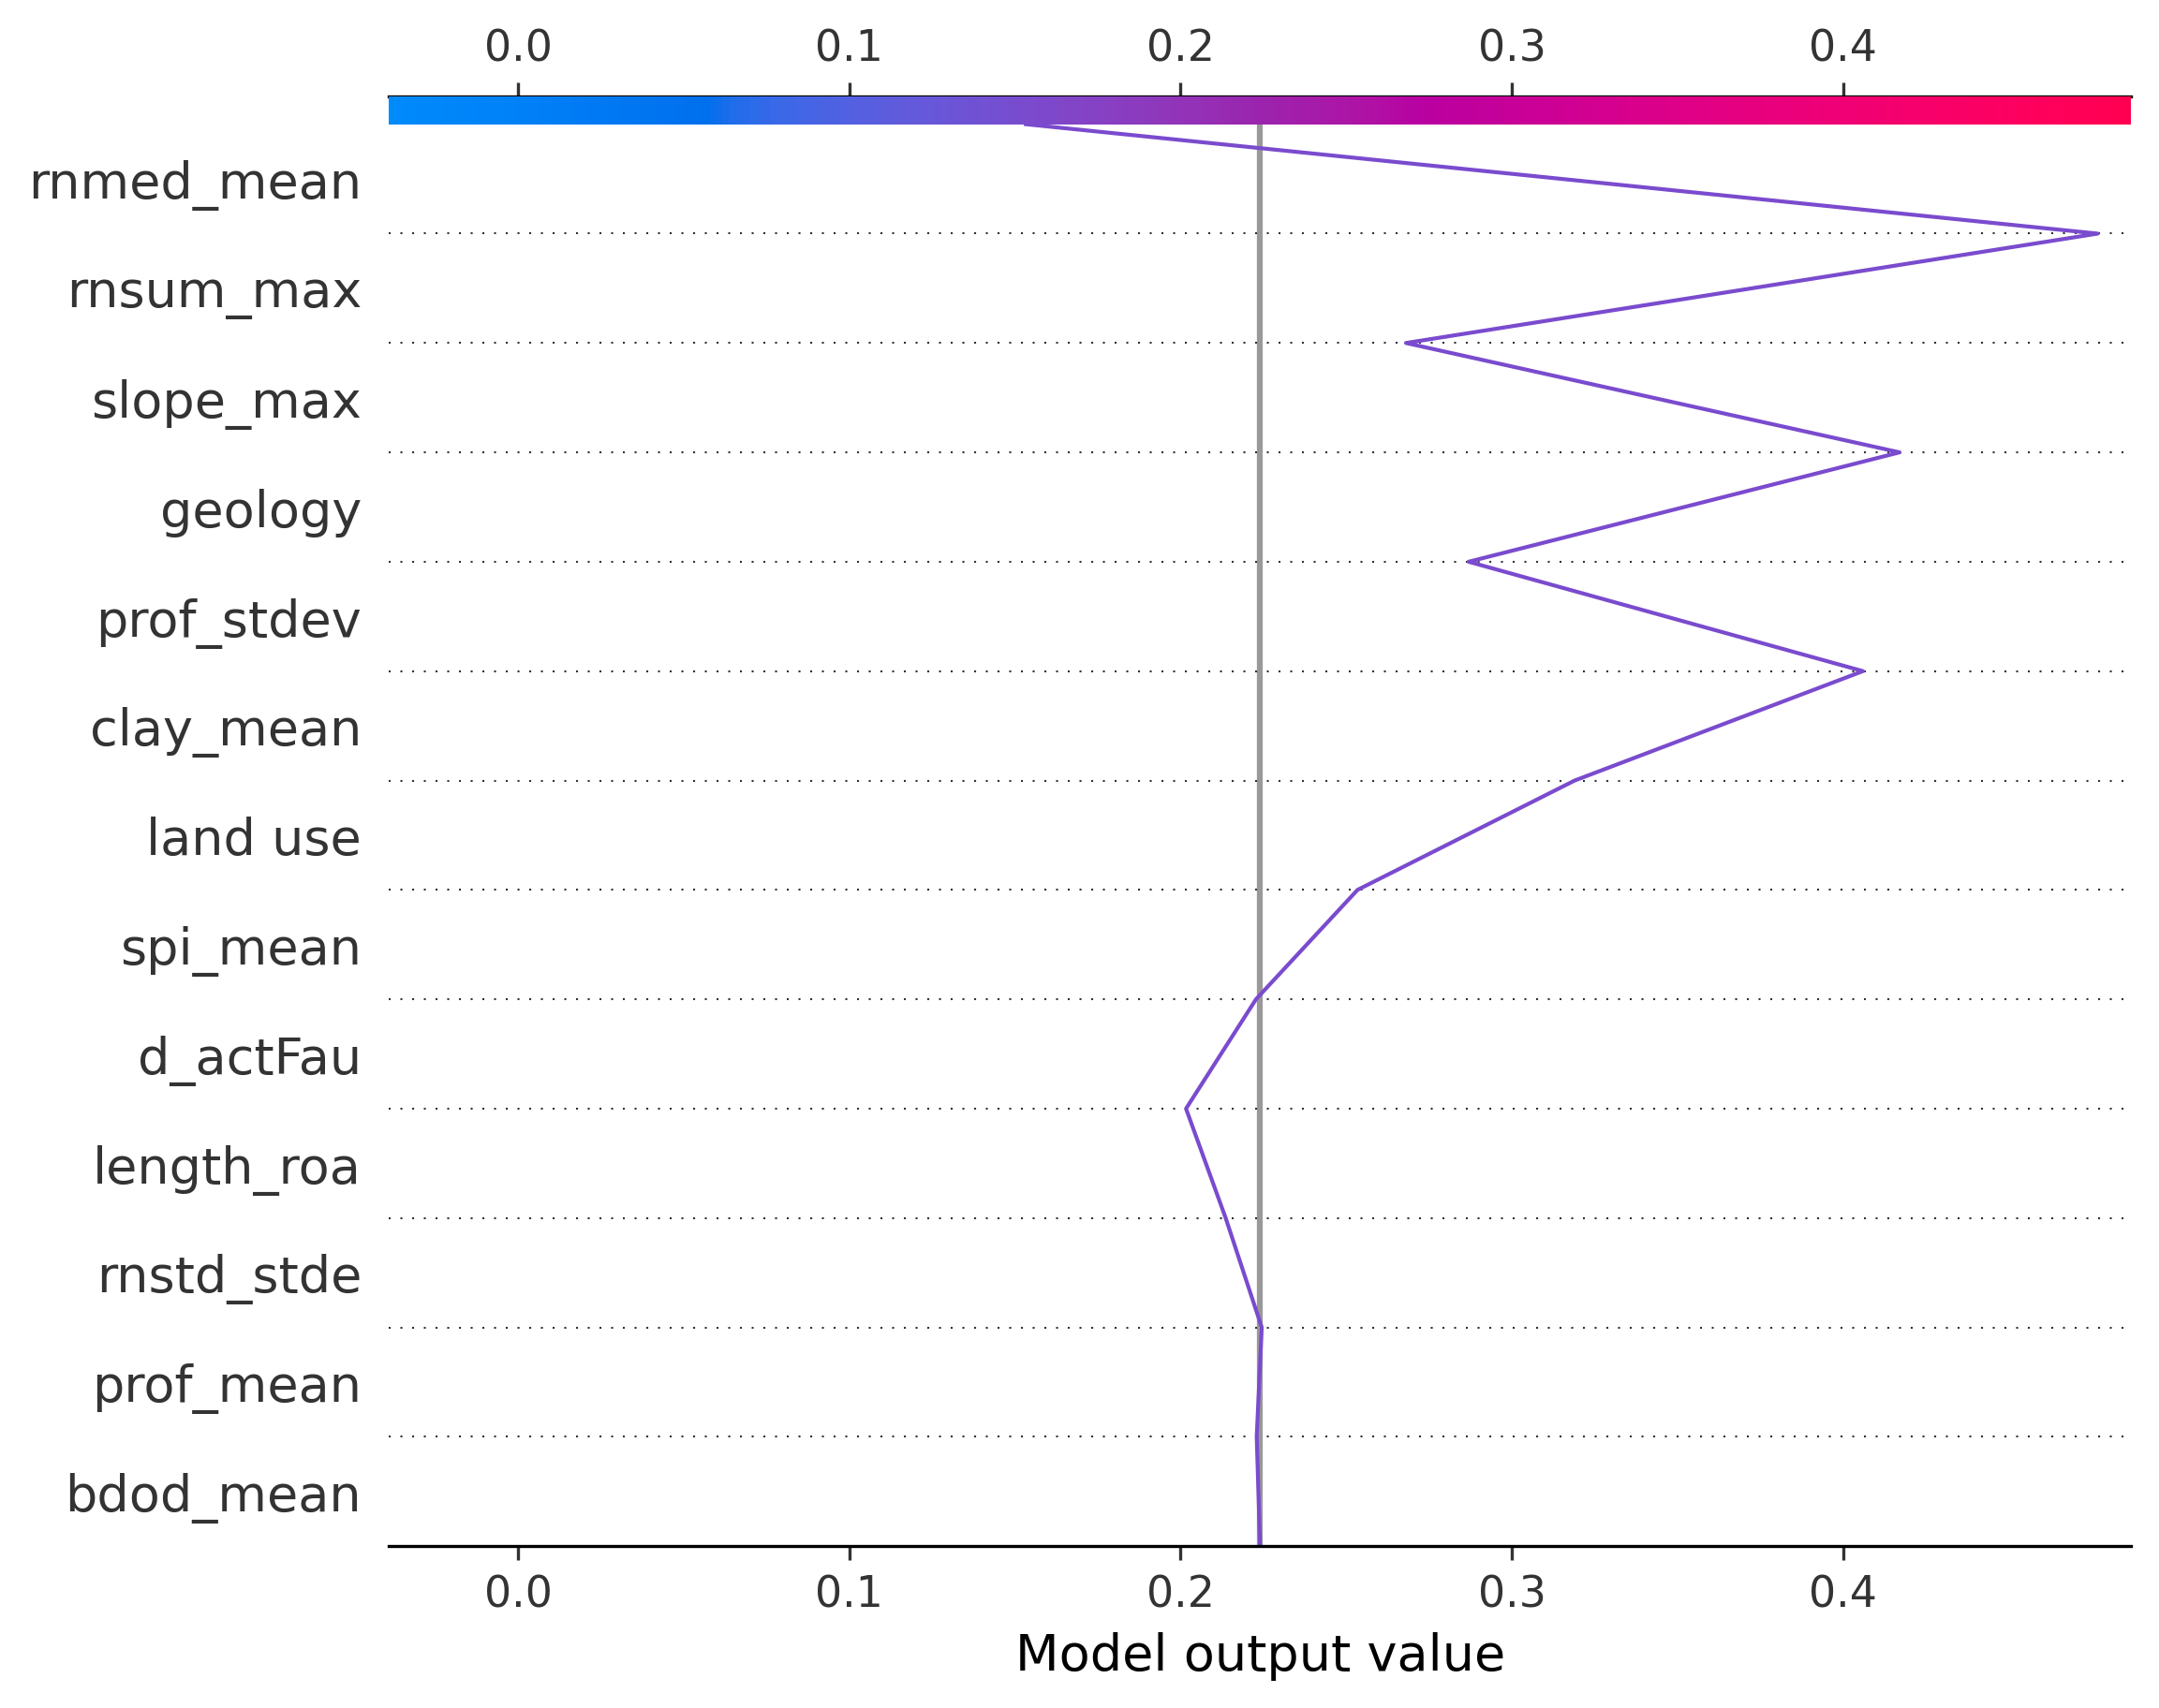 0.0 0.1 0.2 0.3 0.4
rnmed_mean
rnsum_max
slope_max
geology
prof_stdev
clay_mean
land use
spi_mean
d_actFau
length_roa
rnstd_stde
prof_mean
bdod_mean
0.0 0.1 0.2 0.3 0.4
Model output value